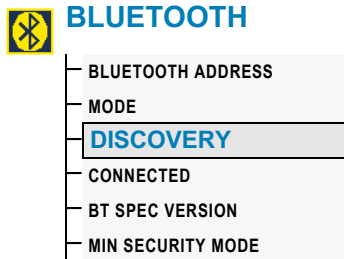 BLUETOOTH
BLUETOOTH ADDRESS
MODE
DISCOVERY
CONNECTED
BT SPEC VERSION
MIN SECURITY MODE